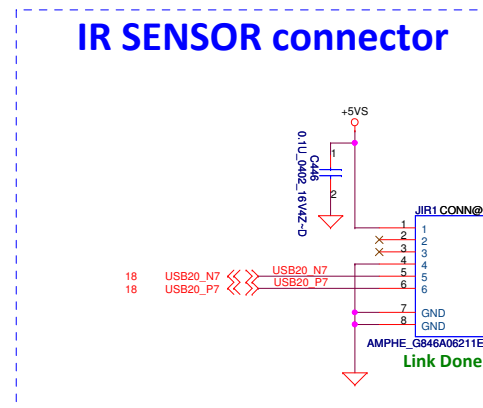 IR SENSOR connector
+5VS
1
C446
0.1U_0402_16V4Z~D
2
JIR1 CONN@
1 1
2 2
3 3
4 4
18 USB20_N7 USB20_N7 5 5
18 USB20_P7 USB20_P7 6 6
7 GND
8 GND
AMPHE_G846A06211E
Link Done